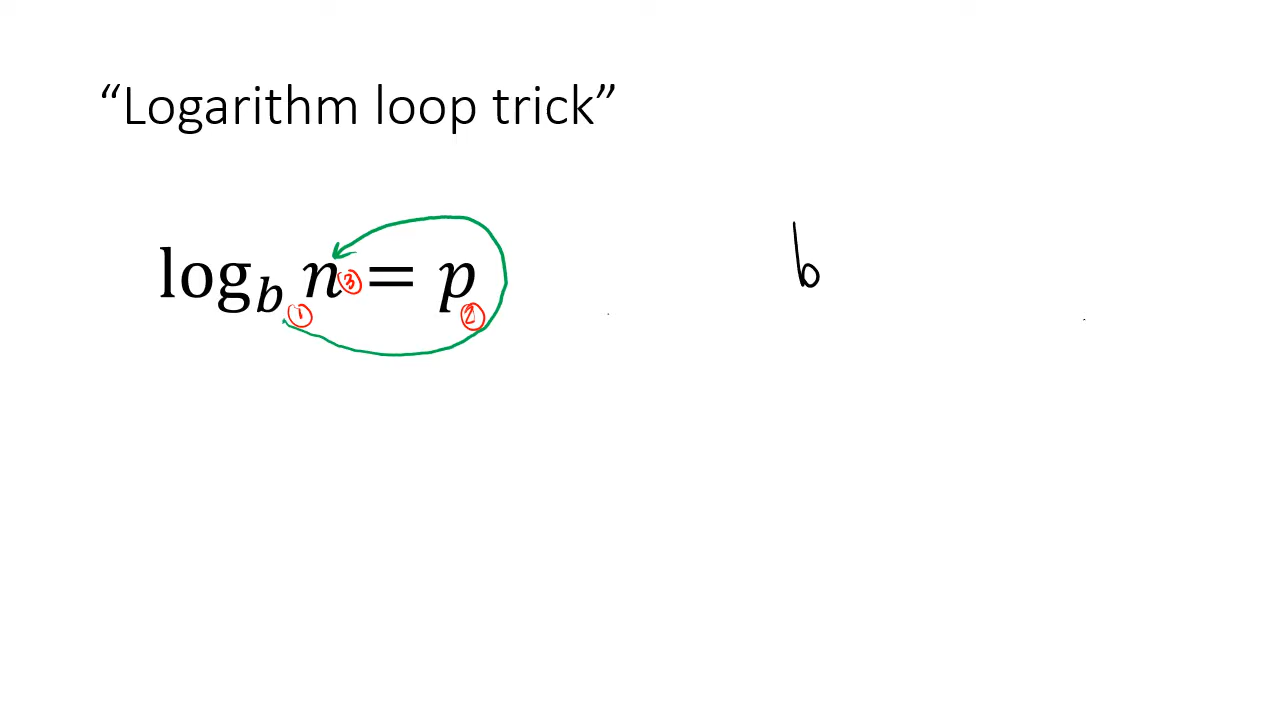 “Logarithm loop trick”
log_b n = p b
① ② ③